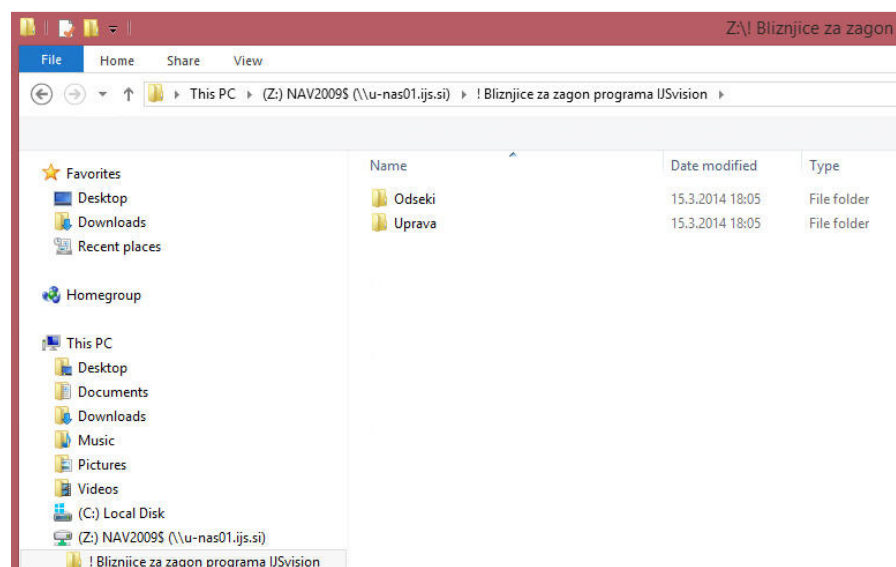 Z:\! Bliznjice za zagon
File Home Share View
This PC (Z:) NAV2009$ (\\u-nas01.ijs.si) ! Bliznjice za zagon programa IJSvision
Name Date modified Type
Favorites
Desktop
Downloads
Recent places
Homegroup
This PC
Desktop
Documents
Downloads
Music
Pictures
Videos
(C:) Local Disk
(Z:) NAV2009$ (\\u-nas01.ijs.si)
! Bliznjice za zagon programa IJSvision
Odseki 15.3.2014 18:05 File folder
Uprava 15.3.2014 18:05 File folder